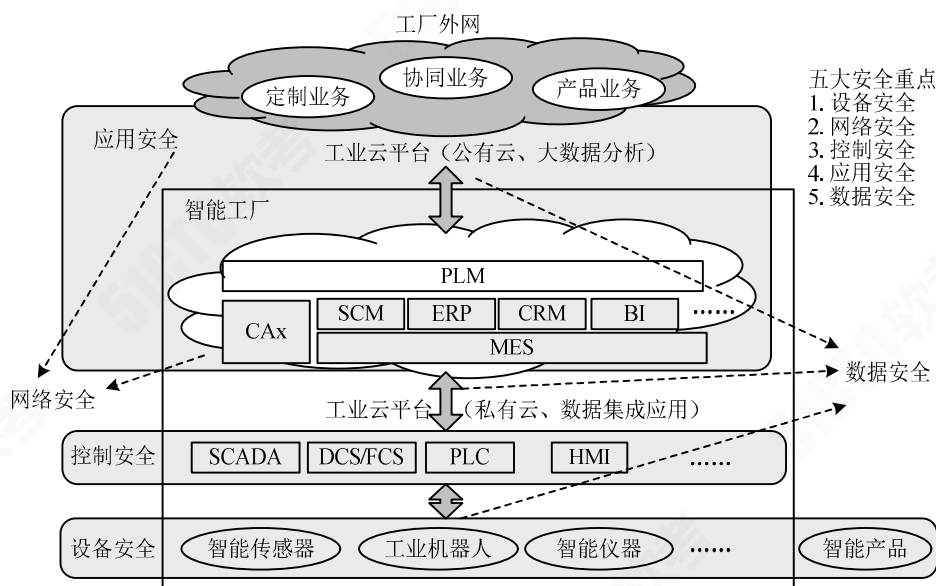 工厂外网
定制业务
协同业务
产品业务
五大安全重点
1. 设备安全
2. 网络安全
3. 控制安全
4. 应用安全
5. 数据安全
应用安全
工业云平台（公有云、大数据分析）
智能工厂
PLM
CAx
SCM
ERP
CRM
BI
……
MES
网络安全
数据安全
工业云平台（私有云、数据集成应用）
控制安全
SCADA
DCS/FCS
PLC
HMI
……
设备安全
智能传感器
工业机器人
智能仪器
……
智能产品